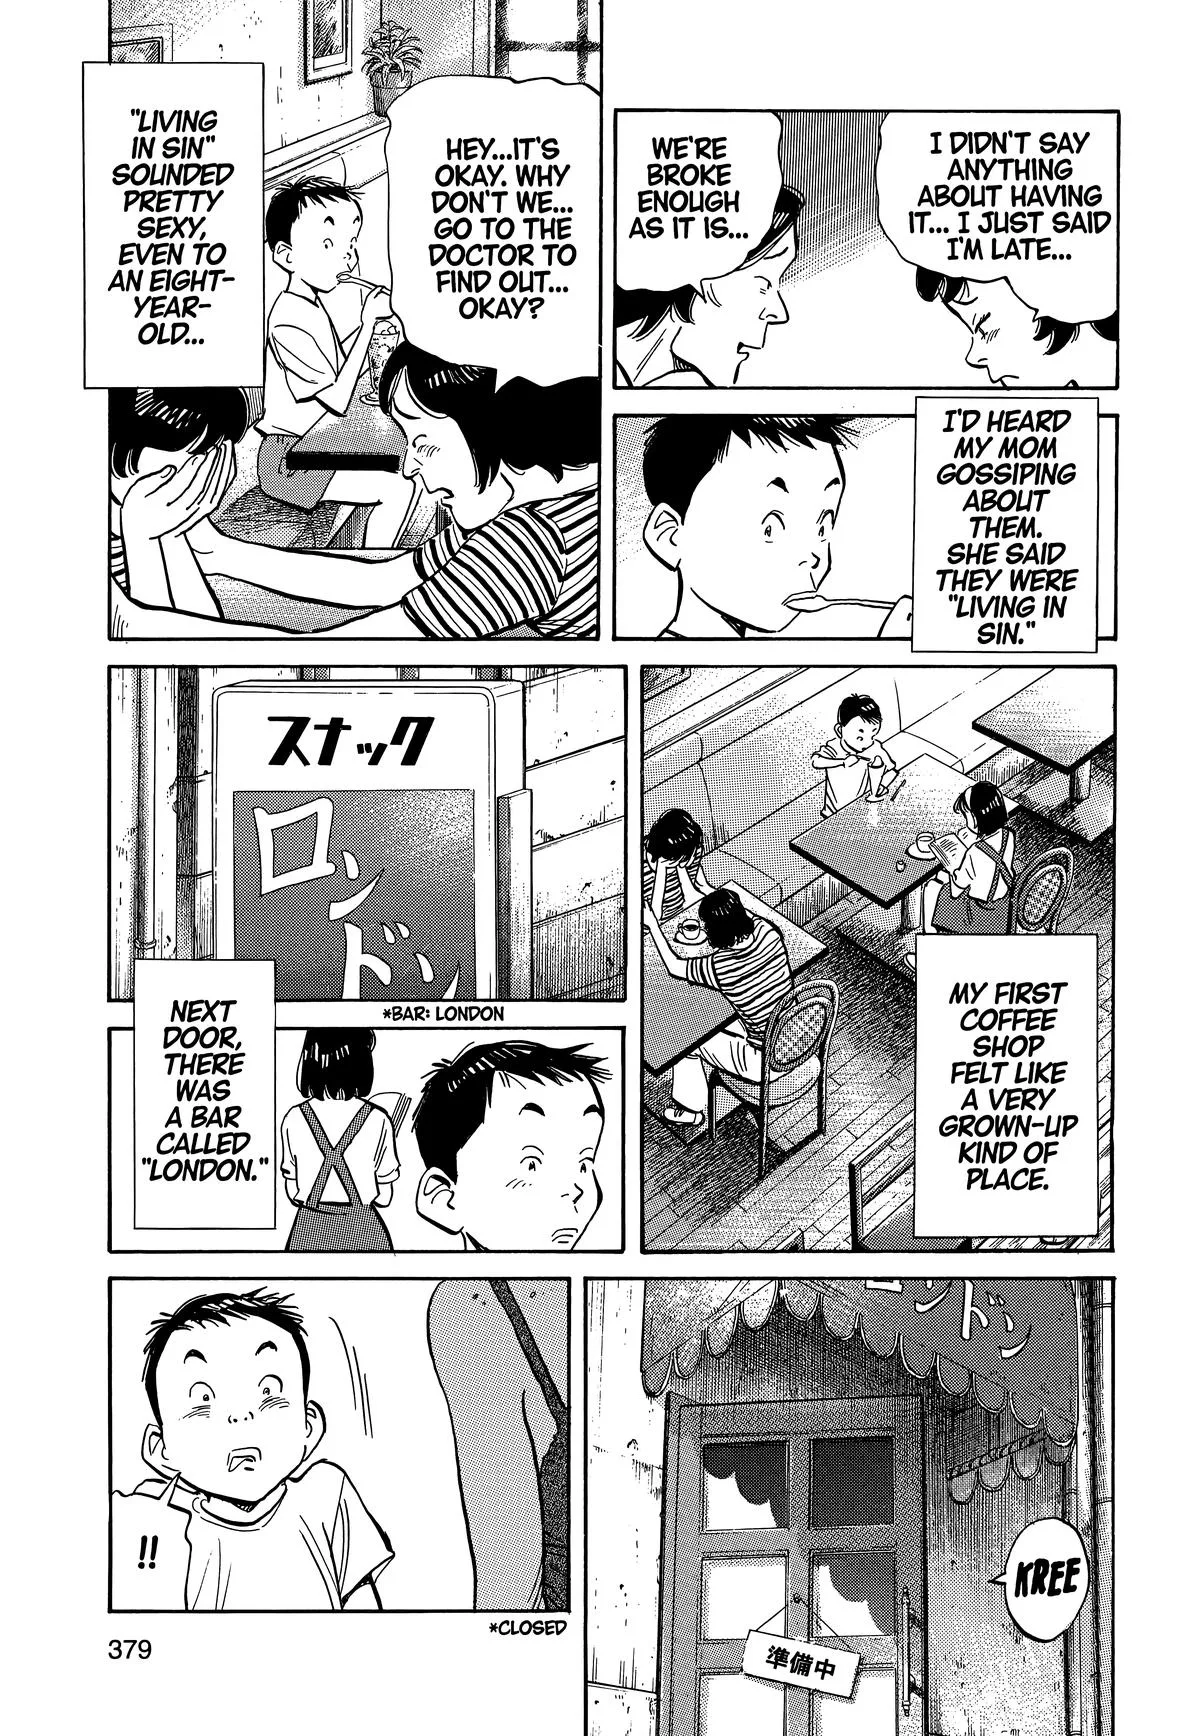 I DIDN'T SAY
ANYTHING
ABOUT HAVING
IT... I JUST SAID
I'M LATE...
WE'RE
BROKE
ENOUGH
AS IT IS...
I'D HEARD
MY MOM
GOSSIPING
ABOUT
THEM.
SHE SAID
THEY WERE
"LIVING IN
SIN."
HEY...IT'S
OKAY. WHY
DON'T WE...
GO TO THE
DOCTOR TO
FIND OUT...
OKAY?
"LIVING
IN SIN"
SOUNDED
PRETTY
SEXY,
EVEN TO
AN EIGHT-
YEAR-
OLD...
MY FIRST
COFFEE
SHOP
FELT LIKE
A VERY
GROWN-UP
KIND OF
PLACE.
スナック
ロンドン
*BAR: LONDON
NEXT
DOOR,
THERE
WAS
A BAR
CALLED
"LONDON."
ロンドン
KREE
準備中
*CLOSED
!!
379